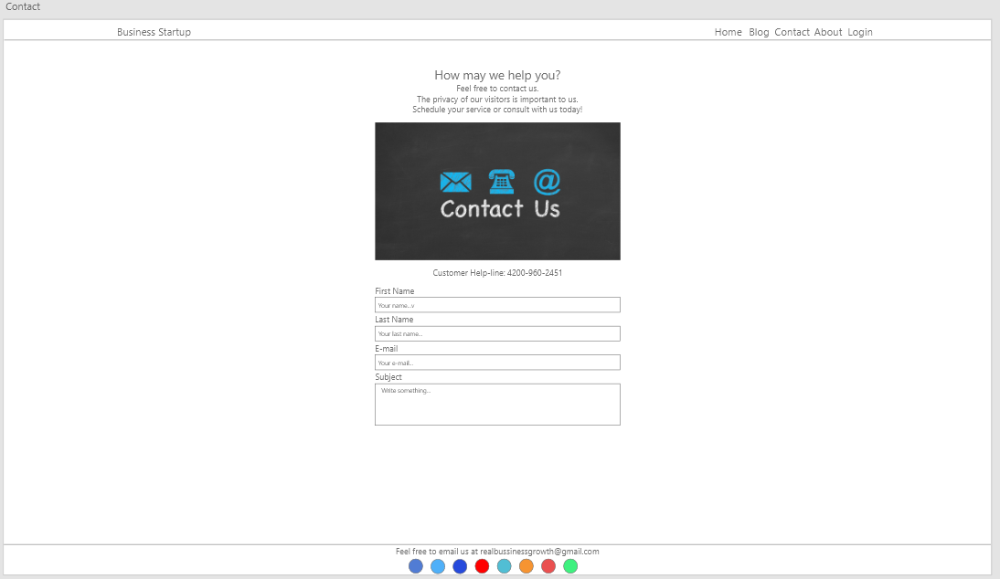 Contact
Business Startup
Home Blog Contact About Login
How may we help you?
Feel free to contact us.
The privacy of our visitors is important to us.
Schedule your service or consult with us today!
Contact Us
Customer Help-line: 4200-960-2451
First Name
Your name...v
Last Name
Your last name...
E-mail
Your e-mail...
Subject
Write something...
Feel free to email us at realbussinessgrowth@gmail.com